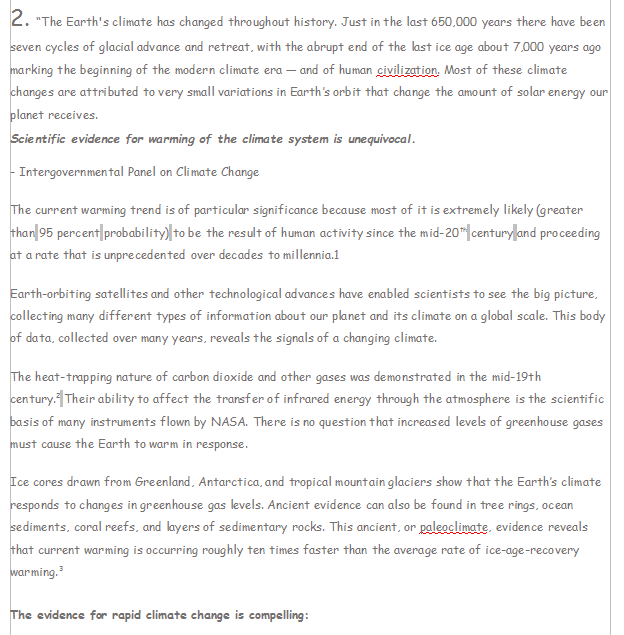 2. “The Earth's climate has changed throughout history. Just in the last 650,000 years there have been
seven cycles of glacial advance and retreat, with the abrupt end of the last ice age about 7,000 years ago
marking the beginning of the modern climate era — and of human civilization. Most of these climate
changes are attributed to very small variations in Earth’s orbit that change the amount of solar energy our
planet receives.
Scientific evidence for warming of the climate system is unequivocal.
- Intergovernmental Panel on Climate Change
The current warming trend is of particular significance because most of it is extremely likely (greater
than 95 percent probability) to be the result of human activity since the mid-20th century and proceeding
at a rate that is unprecedented over decades to millennia.1
Earth-orbiting satellites and other technological advances have enabled scientists to see the big picture,
collecting many different types of information about our planet and its climate on a global scale. This body
of data, collected over many years, reveals the signals of a changing climate.
The heat-trapping nature of carbon dioxide and other gases was demonstrated in the mid-19th
century.² Their ability to affect the transfer of infrared energy through the atmosphere is the scientific
basis of many instruments flown by NASA. There is no question that increased levels of greenhouse gases
must cause the Earth to warm in response.
Ice cores drawn from Greenland, Antarctica, and tropical mountain glaciers show that the Earth’s climate
responds to changes in greenhouse gas levels. Ancient evidence can also be found in tree rings, ocean
sediments, coral reefs, and layers of sedimentary rocks. This ancient, or paleoclimate, evidence reveals
that current warming is occurring roughly ten times faster than the average rate of ice-age-recovery
warming.³
The evidence for rapid climate change is compelling: